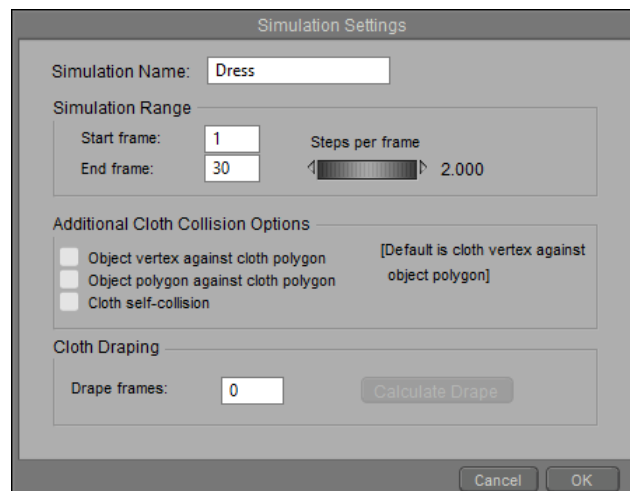 Simulation Settings
Simulation Name: Dress
Simulation Range
Start frame: 1
Steps per frame
End frame: 30
2.000
Additional Cloth Collision Options
Object vertex against cloth polygon
[Default is cloth vertex against
Object polygon against cloth polygon
object polygon]
Cloth self-collision
Cloth Draping
Drape frames: 0 Calculate Drape
Cancel OK